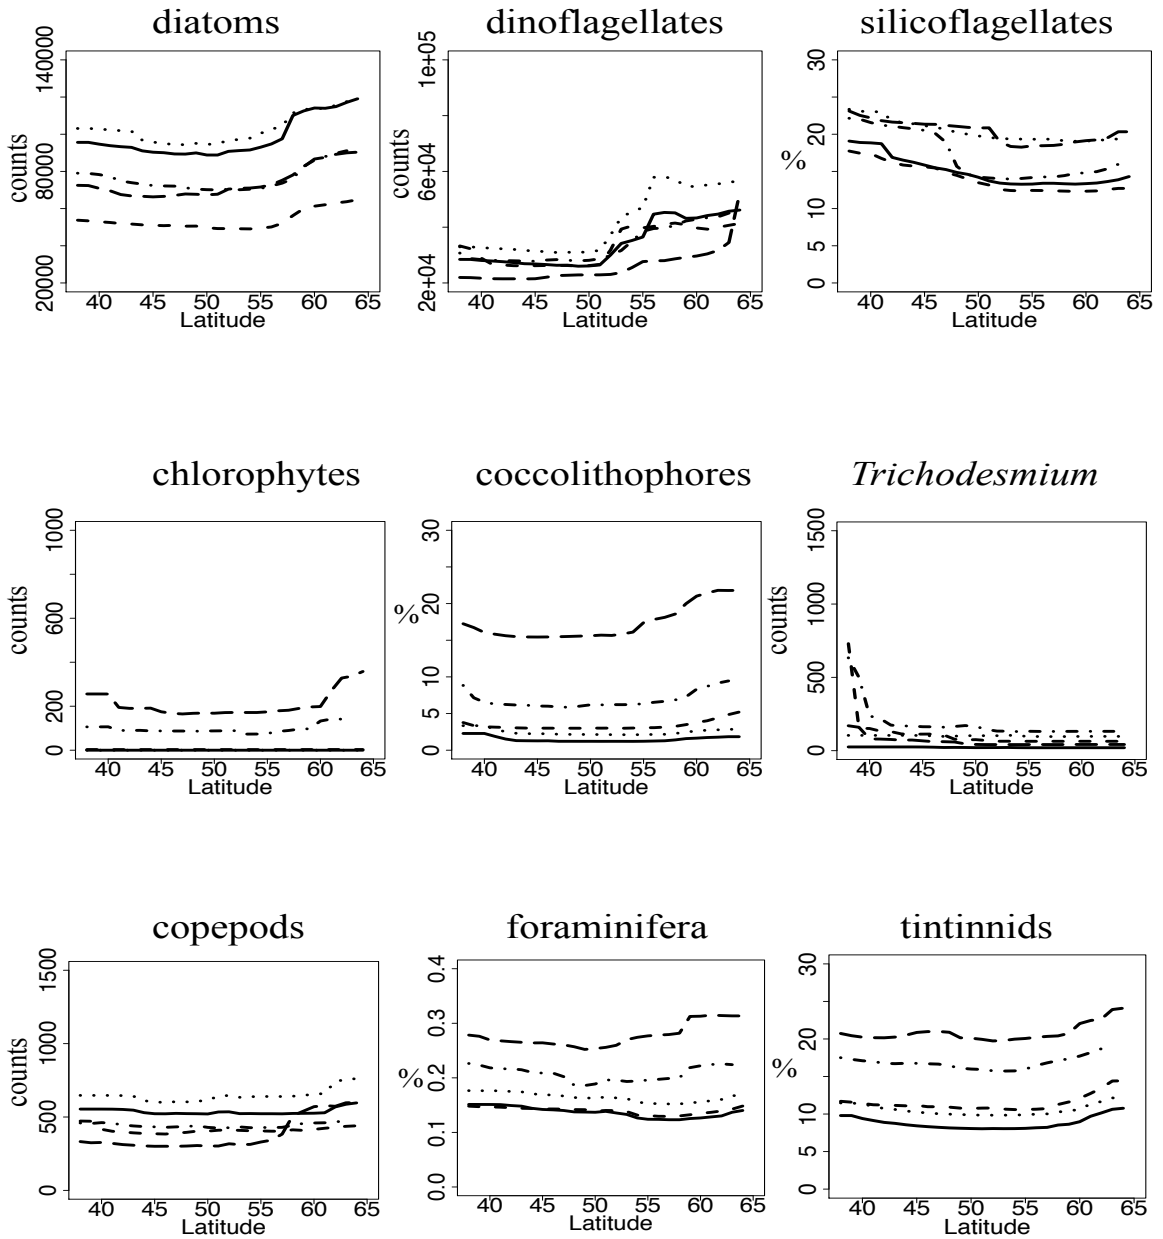 diatoms
counts
20000 80000 140000
40 45 50 55 60 65
Latitude
dinoflagellates
counts
2e+04 6e+04 1e+05
40 45 50 55 60 65
Latitude
silicoflagellates
%
0 5 10 20 30
40 45 50 55 60 65
Latitude
chlorophytes
counts
0 200 600 1000
40 45 50 55 60 65
Latitude
coccolithophores
%
0 5 10 20 30
40 45 50 55 60 65
Latitude
Trichodesmium
counts
0 500 1000 1500
40 45 50 55 60 65
Latitude
copepods
counts
0 500 1000 1500
40 45 50 55 60 65
Latitude
foraminifera
%
0.0 0.1 0.2 0.3 0.4
40 45 50 55 60 65
Latitude
tintinnids
%
0 5 10 20 30
40 45 50 55 60 65
Latitude